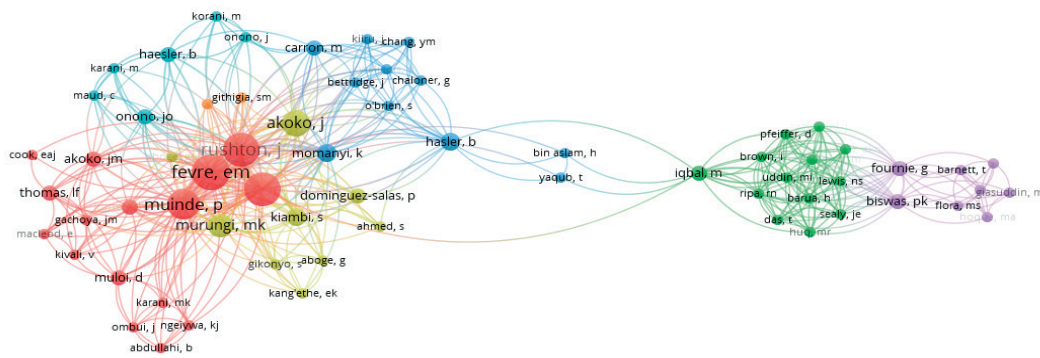 korani, m
onono, j
haesler, b
carron, m
kiiru, j
chang, ym
karani, m
bettridge, j
chaloner, g
maud, c
githigia, sm
o'brien, s
onono, jo
akoko, j
pfeiffer, d
rushton, j
hasler, b
cook, eaj
akoko, jm
momanyi, k
bin aslam, h
brown, i
fevre, em
iqbal, m
uddin, mi
lewis, ns
fournie, g
barnett, t
yaqub, t
thomas, lf
dominguez-salas, p
ripa, rn
barua, h
giasuddin, m
muinde, p
biswas, pk
flora, ms
gachoya, jm
murungi, mk
kiambi, s
das, t
sealy, je
macleod, e
ahmed, s
huq, mr
kivali, v
gikonyo, s
aboge, g
muloi, d
kang'ethe, ek
karani, mk
ombui, j
ngeiywa, kj
abdullahi, b